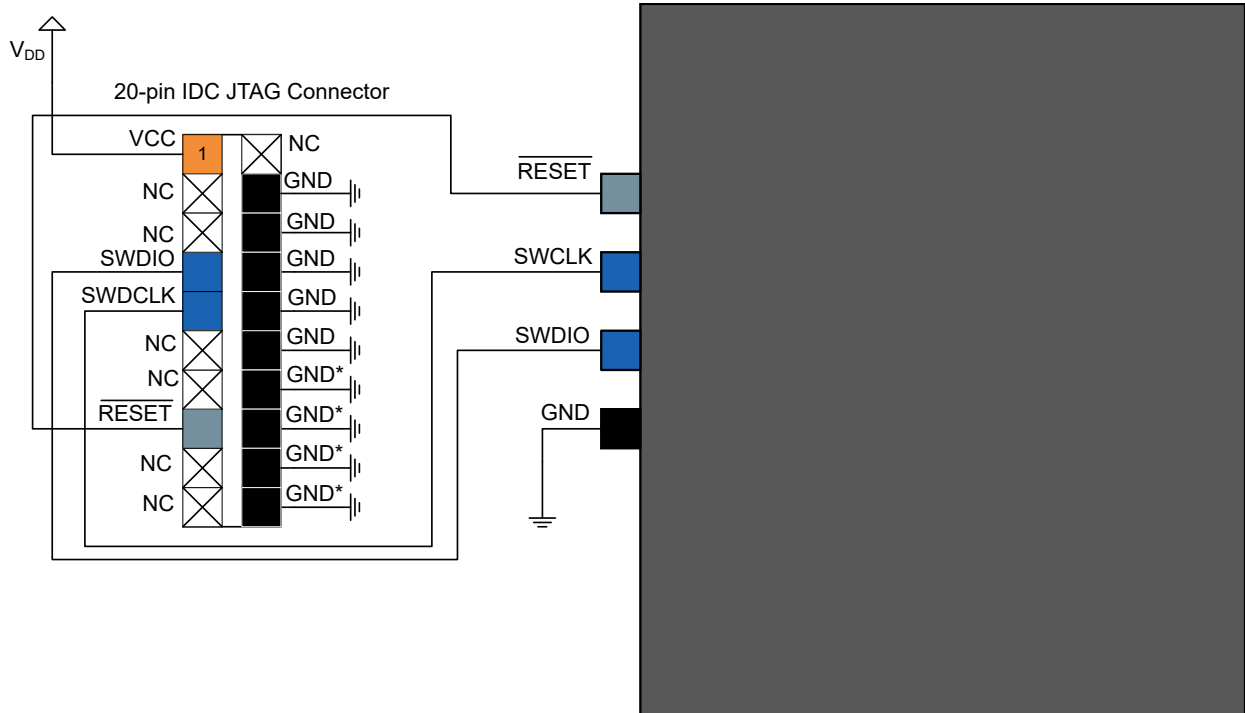 V_DD
20-pin IDC JTAG Connector
VCC
1
NC
NC
GND
NC
GND
SWDIO
GND
SWDCLK
GND
NC
GND
NC
GND*
RESET
GND*
NC
GND*
NC
GND*
RESET
SWCLK
SWDIO
GND